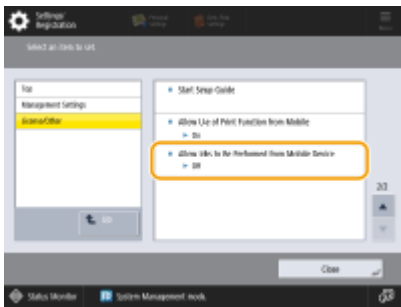 Settings/
Registration
Select an item to set.
Top
Management Settings
License/Other
Start Setup Guide
Allow Use of Print Function from Mobile
On
Allow Jobs to Be Performed from Mobile Device
Off
2/2
Up
Close
Status Monitor
System Management mode.